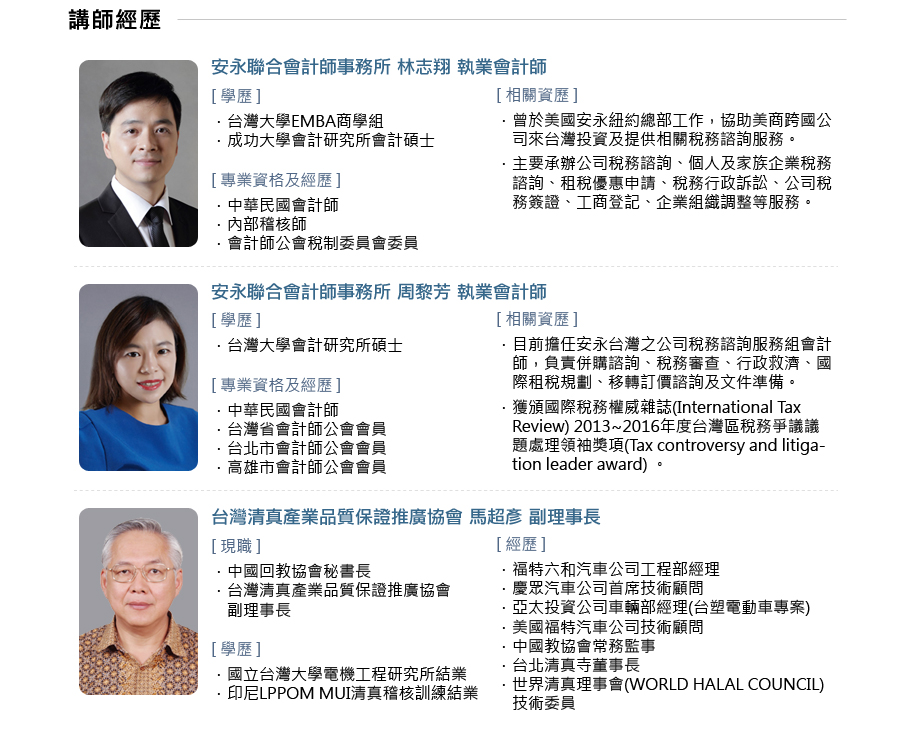 講師經歷
安永聯合會計師事務所 林志翔 執業會計師
[ 學歷 ]
．台灣大學EMBA商學組
．成功大學會計研究所會計碩士
[ 專業資格及經歷 ]
．中華民國會計師
．內部稽核師
．會計師公會稅制委員會委員
[ 相關資歷 ]
．曾於美國安永紐約總部工作，協助美商跨國公
司來台灣投資及提供相關稅務諮詢服務。
．主要承辦公司稅務諮詢、個人及家族企業稅務
諮詢、租稅優惠申請、稅務行政訴訟、公司稅
務簽證、工商登記、企業組織調整等服務。
安永聯合會計師事務所 周黎芳 執業會計師
[ 學歷 ]
．台灣大學會計研究所碩士
[ 專業資格及經歷 ]
．中華民國會計師
．台灣省會計師公會會員
．台北市會計師公會會員
．高雄市會計師公會會員
[ 相關資歷 ]
．目前擔任安永台灣之公司稅務諮詢服務組會計
師，負責併購諮詢、稅務審查、行政救濟、國
際租稅規劃、移轉訂價諮詢及文件準備。
．獲頒國際稅務權威雜誌(International Tax
Review) 2013~2016年度台灣區稅務爭議議
題處理領袖獎項(Tax controversy and litiga-
tion leader award) 。
台灣清真產業品質保證推廣協會 馬超彥 副理事長
[ 現職 ]
．中國回教協會秘書長
．台灣清真產業品質保證推廣協會
副理事長
[ 學歷 ]
．國立台灣大學電機工程研究所結業
．印尼LPPOM MUI清真稽核訓練結業
[ 經歷 ]
．福特六和汽車公司工程部經理
．慶眾汽車公司首席技術顧問
．亞太投資公司車輛部經理(台塑電動車專案)
．美國福特汽車公司技術顧問
．中國教協會常務監事
．台北清真寺董事長
．世界清真理事會(WORLD HALAL COUNCIL)
技術委員